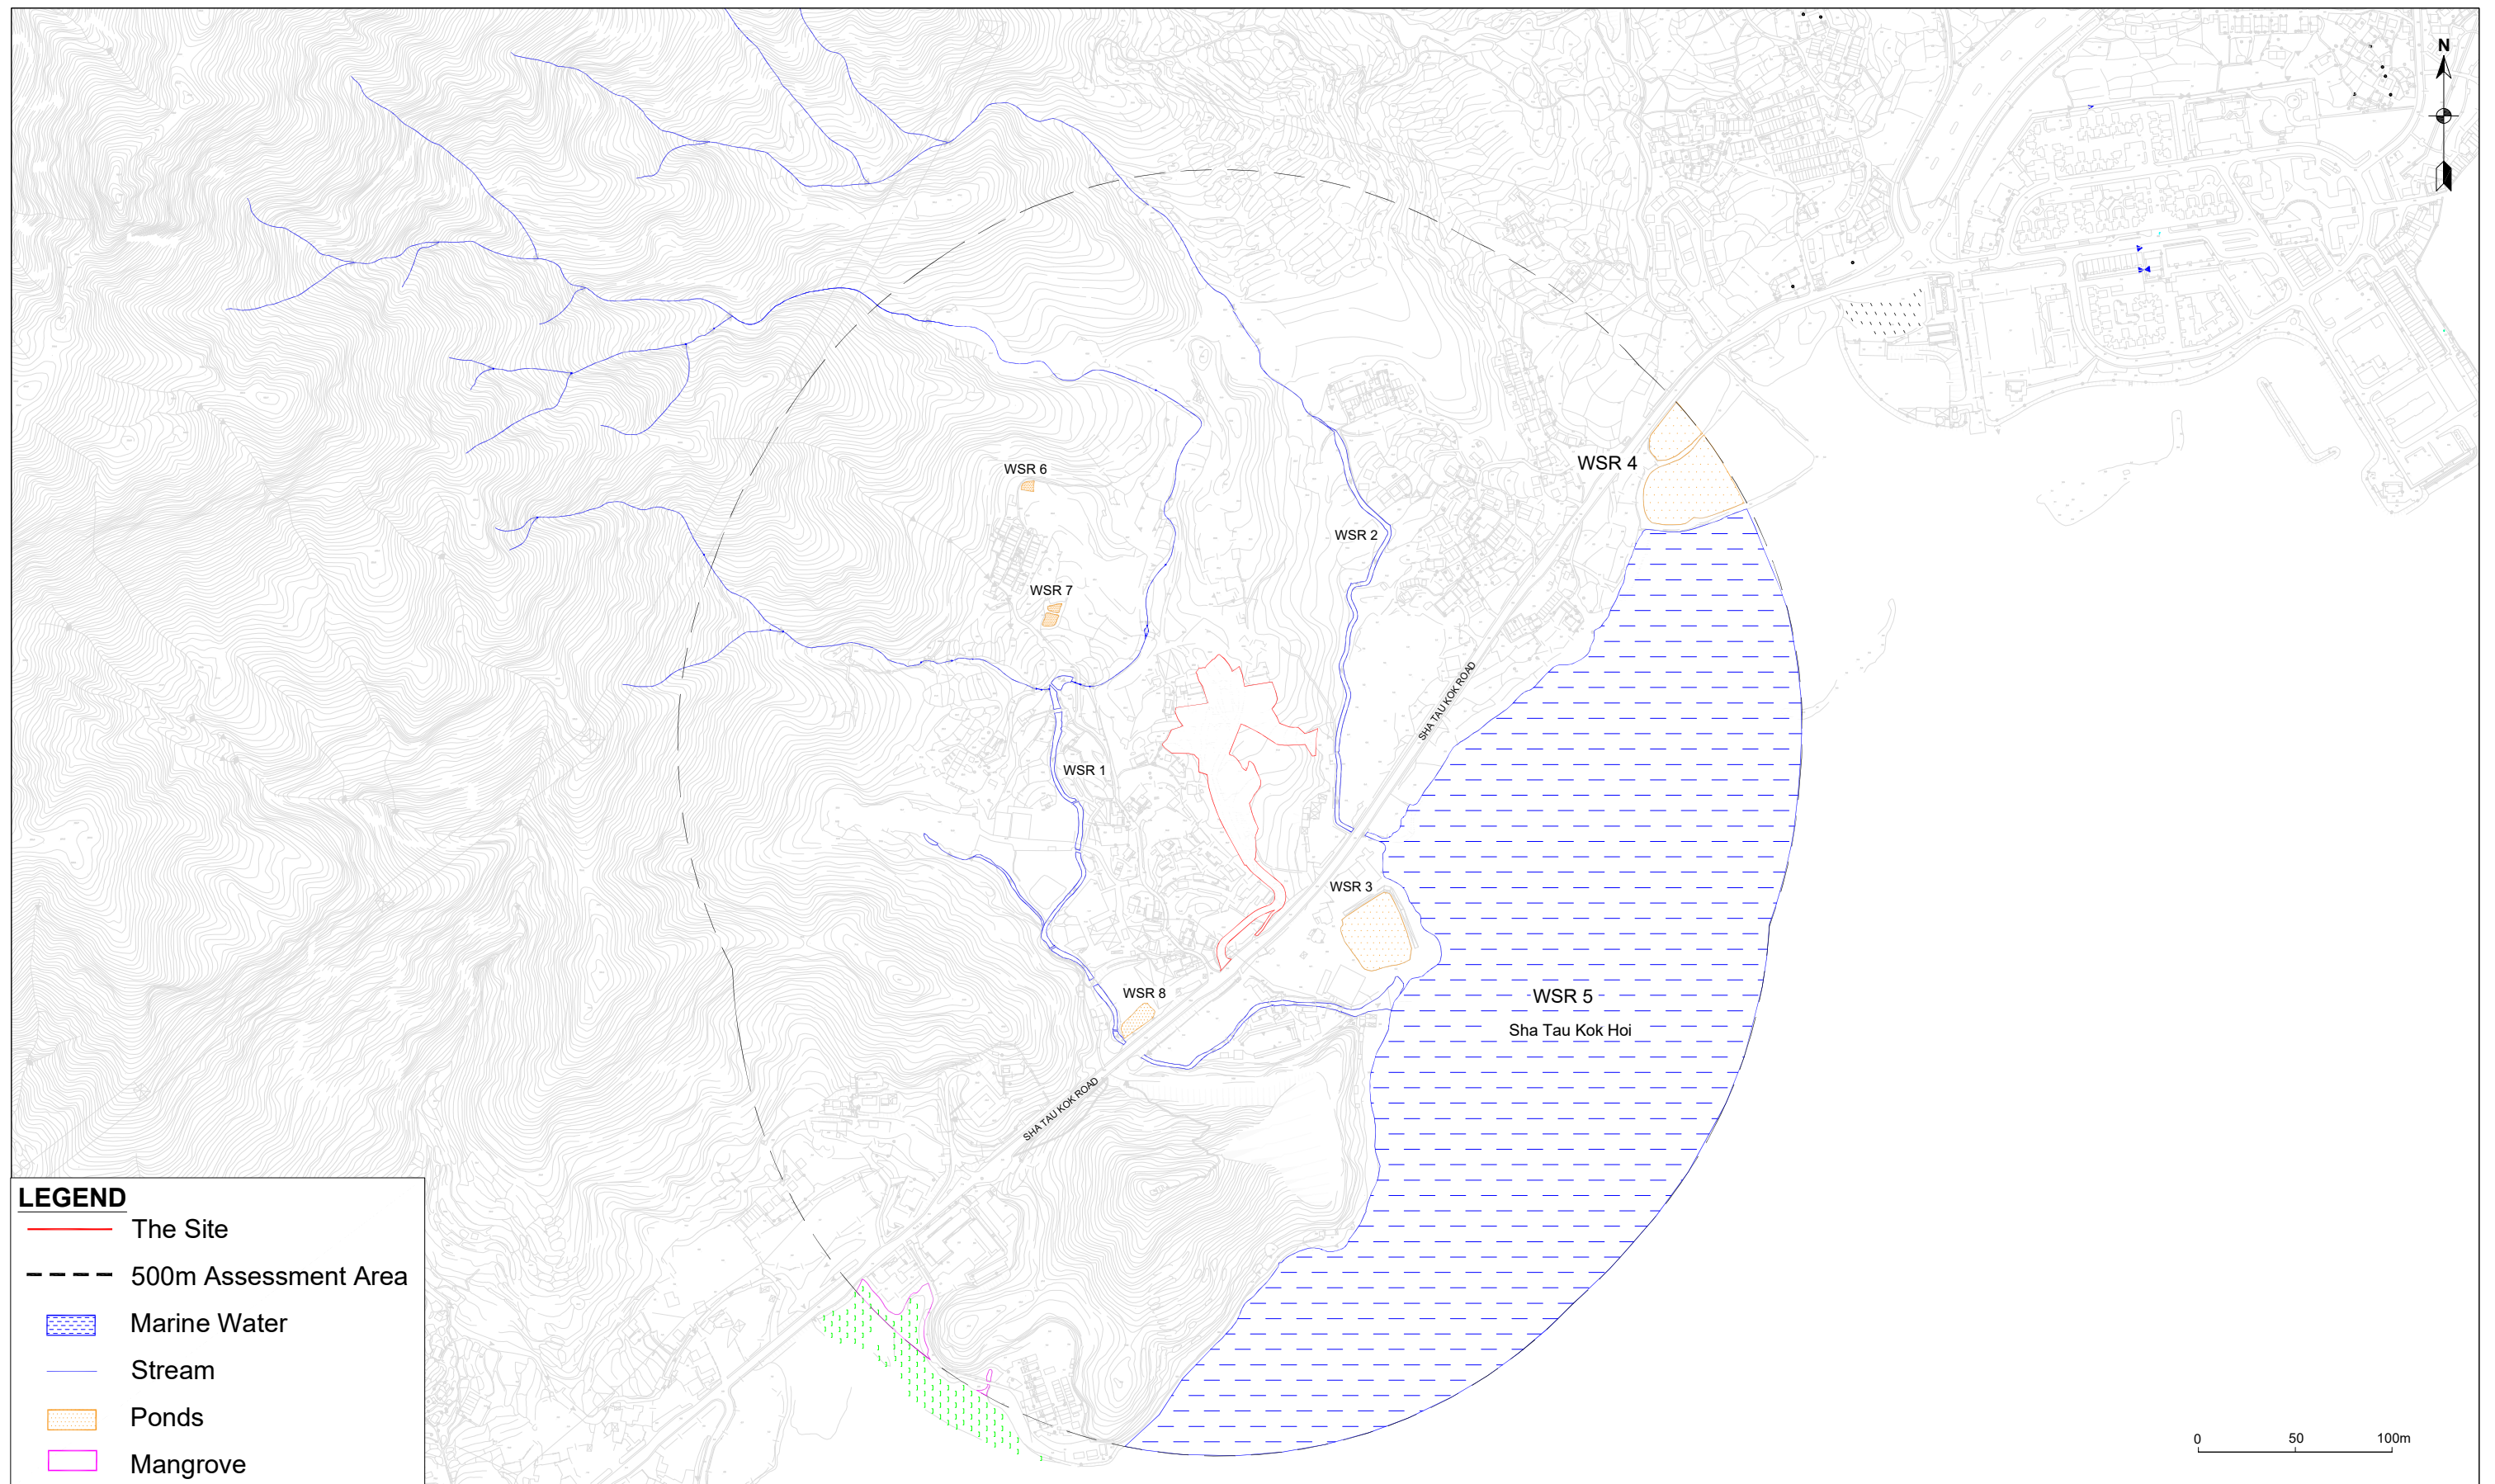 N
WSR 4
WSR 6
WSR 2
WSR 7
SHA TAU KOK ROAD
WSR 1
WSR 3
WSR 8
WSR 5
Sha Tau Kok Hoi
SHA TAU KOK ROAD
LEGEND
The Site
500m Assessment Area
Marine Water
Stream
Ponds
Mangrove
0 50 100m